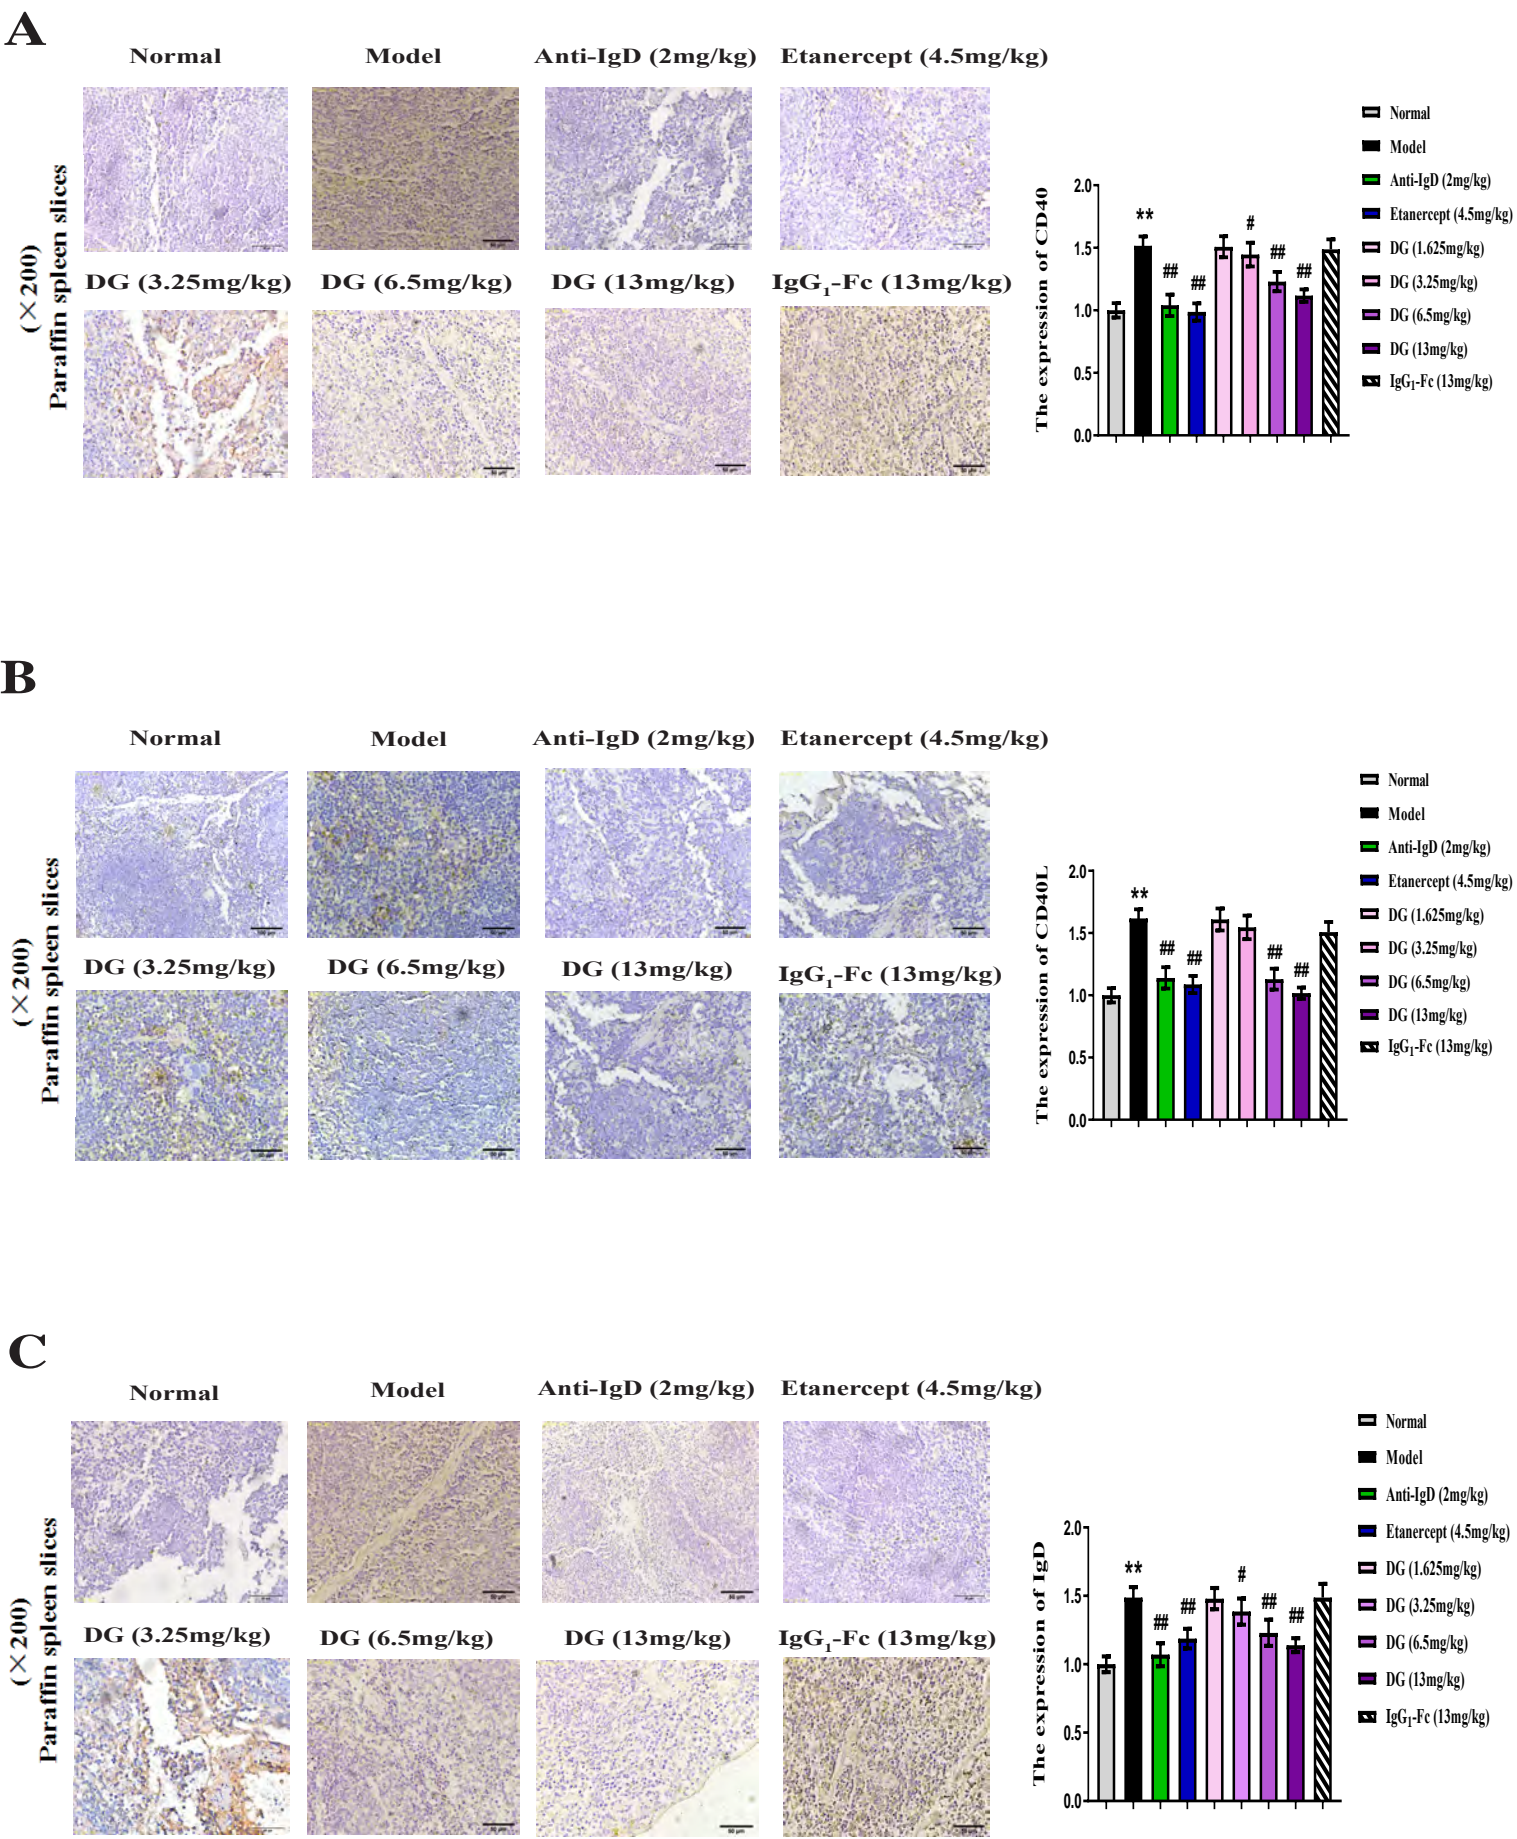 A
Normal
Model
Anti-IgD (2mg/kg)
Etanercept (4.5mg/kg)
DG (3.25mg/kg)
DG (6.5mg/kg)
DG (13mg/kg)
IgG1-Fc (13mg/kg)
(×200)
Paraffin spleen slices
The expression of CD40
2.0
1.5
1.0
0.5
0.0
**
##
##
#
##
##
Normal
Model
Anti-IgD (2mg/kg)
Etanercept (4.5mg/kg)
DG (1.625mg/kg)
DG (3.25mg/kg)
DG (6.5mg/kg)
DG (13mg/kg)
IgG1-Fc (13mg/kg)
B
Normal
Model
Anti-IgD (2mg/kg)
Etanercept (4.5mg/kg)
DG (3.25mg/kg)
DG (6.5mg/kg)
DG (13mg/kg)
IgG1-Fc (13mg/kg)
(×200)
Paraffin spleen slices
The expression of CD40L
2.0
1.5
1.0
0.5
0.0
**
##
##
##
##
Normal
Model
Anti-IgD (2mg/kg)
Etanercept (4.5mg/kg)
DG (1.625mg/kg)
DG (3.25mg/kg)
DG (6.5mg/kg)
DG (13mg/kg)
IgG1-Fc (13mg/kg)
C
Normal
Model
Anti-IgD (2mg/kg)
Etanercept (4.5mg/kg)
DG (3.25mg/kg)
DG (6.5mg/kg)
DG (13mg/kg)
IgG1-Fc (13mg/kg)
(×200)
Paraffin spleen slices
The expression of IgD
2.0
1.5
1.0
0.5
0.0
**
##
##
#
##
##
Normal
Model
Anti-IgD (2mg/kg)
Etanercept (4.5mg/kg)
DG (1.625mg/kg)
DG (3.25mg/kg)
DG (6.5mg/kg)
DG (13mg/kg)
IgG1-Fc (13mg/kg)